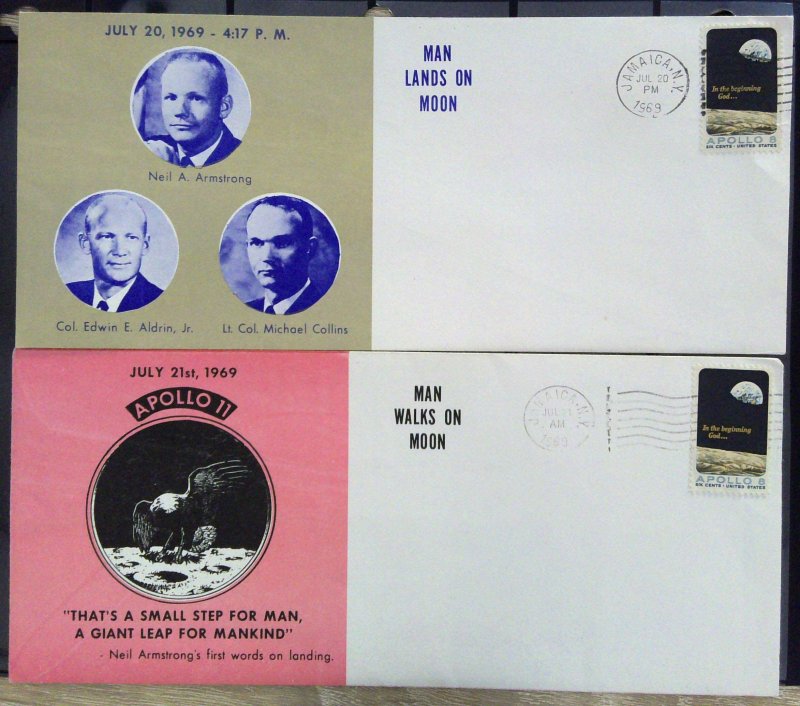 JULY 20, 1969 - 4:17 P. M.
Neil A. Armstrong
Col. Edwin E. Aldrin, Jr.
Lt. Col. Michael Collins
MAN
LANDS ON
MOON
JAMAICA, N.Y.
JUL 20
PM
1969
In the beginning
God...
APOLLO 8
SIX CENTS · UNITED STATES
JULY 21st, 1969
APOLLO 11
"THAT'S A SMALL STEP FOR MAN,
A GIANT LEAP FOR MANKIND"
- Neil Armstrong's first words on landing.
MAN
WALKS ON
MOON
JAMAICA, N.Y.
JUL 21
AM
1969
In the beginning
God...
APOLLO 8
SIX CENTS · UNITED STATES